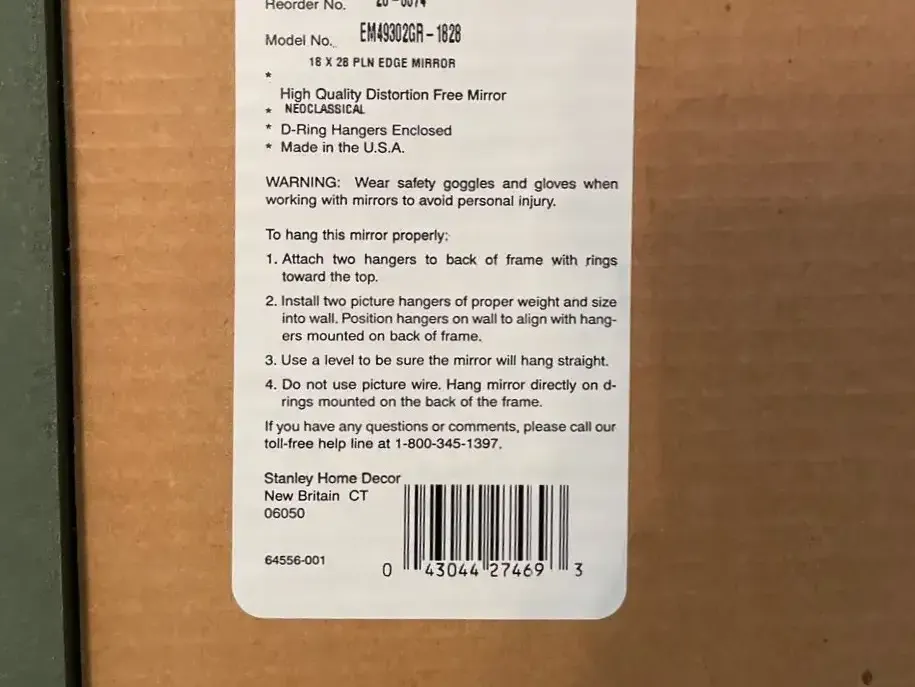 Reorder No.
Model No. EM49302GR-1828
18 X 28 PLN EDGE MIRROR
*
High Quality Distortion Free Mirror
* NEOCLASSICAL
* D-Ring Hangers Enclosed
* Made in the U.S.A.
WARNING: Wear safety goggles and gloves when
working with mirrors to avoid personal injury.
To hang this mirror properly:
1. Attach two hangers to back of frame with rings
toward the top.
2. Install two picture hangers of proper weight and size
into wall. Position hangers on wall to align with hang-
ers mounted on back of frame.
3. Use a level to be sure the mirror will hang straight.
4. Do not use picture wire. Hang mirror directly on d-
rings mounted on the back of the frame.
If you have any questions or comments, please call our
toll-free help line at 1-800-345-1397.
Stanley Home Decor
New Britain CT
06050
64556-001
0 43044 27469 3